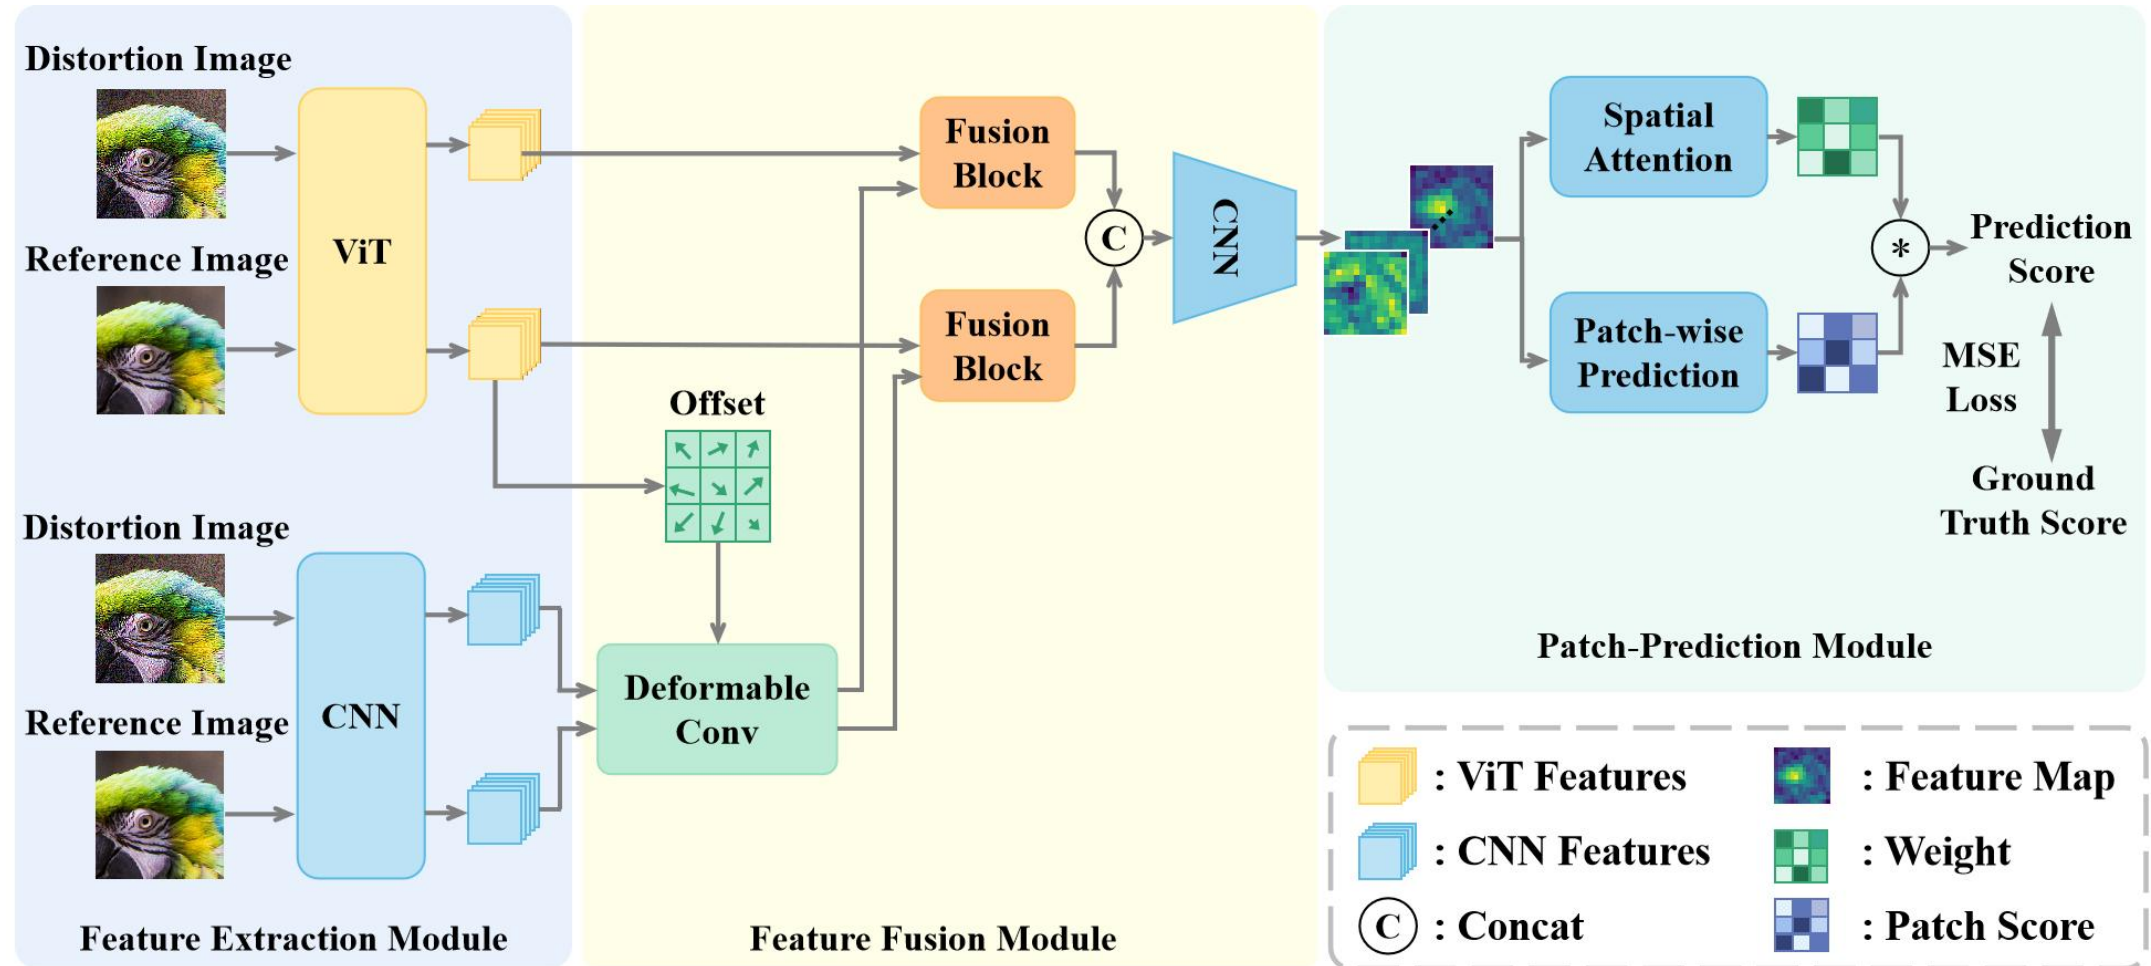 Distortion Image
ViT
Reference Image
Distortion Image
CNN
Reference Image
Feature Extraction Module
Offset
Deformable
Conv
Fusion
Block
Fusion
Block
C
CNN
Feature Fusion Module
Spatial
Attention
Patch-wise
Prediction
*
Prediction
Score
MSE
Loss
Ground
Truth Score
Patch-Prediction Module
: ViT Features
: Feature Map
: CNN Features
: Weight
C : Concat
: Patch Score